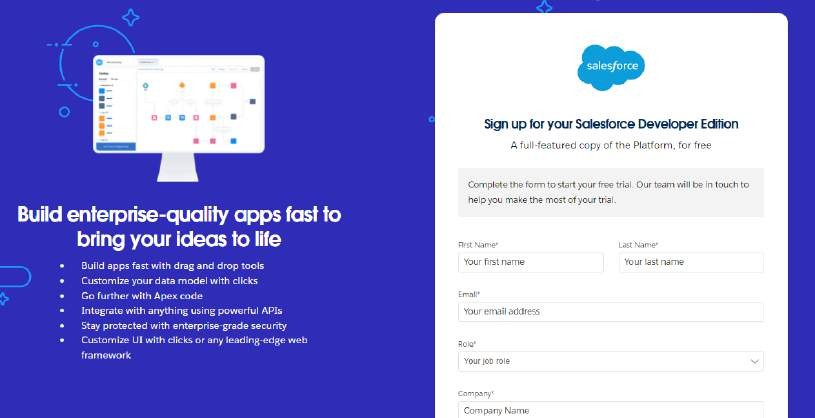 Build enterprise-quality apps fast to
bring your ideas to life
• Build apps fast with drag and drop tools
• Customize your data model with clicks
• Go further with Apex code
• Integrate with anything using powerful APIs
• Stay protected with enterprise-grade security
• Customize UI with clicks or any leading-edge web
framework
salesforce
Sign up for your Salesforce Developer Edition
A full-featured copy of the Platform, for free
Complete the form to start your free trial. Our team will be in touch to
help you make the most of your trial.
First Name* Last Name*
Your first name Your last name
Email*
Your email address
Role*
Your job role
Company*
Company Name